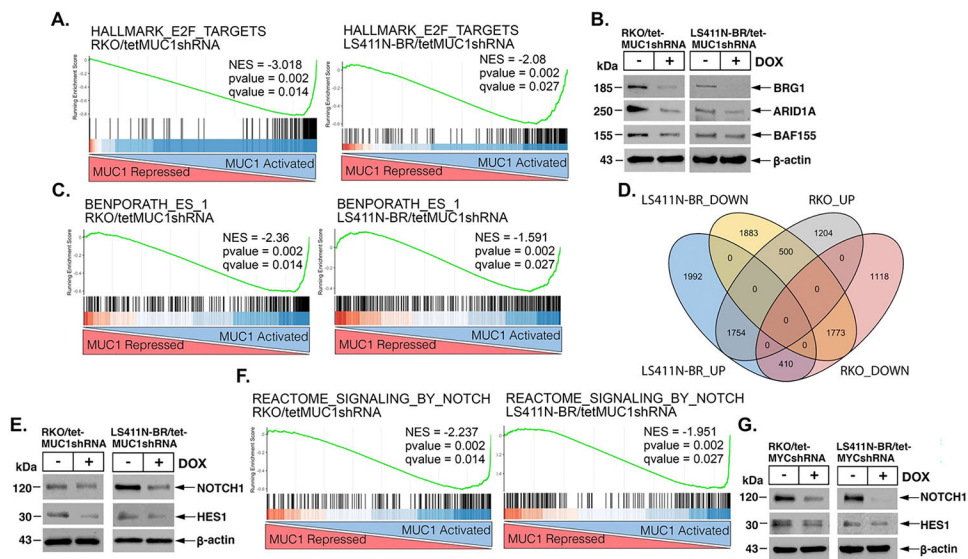 A.
HALLMARK_E2F_TARGETS
RKO/tetMUC1shRNA
NES = -3.018
pvalue = 0.002
qvalue = 0.014
Running Enrichment Score
MUC1 Activated
MUC1 Repressed
HALLMARK_E2F_TARGETS
LS411N-BR/tetMUC1shRNA
NES = -2.08
pvalue = 0.002
qvalue = 0.027
Running Enrichment Score
MUC1 Activated
MUC1 Repressed
B.
RKO/tet-
MUC1shRNA
LS411N-BR/tet-
MUC1shRNA
kDa
- + - + DOX
185 BRG1
250 ARID1A
155 BAF155
43 β-actin
C.
BENPORATH_ES_1
RKO/tetMUC1shRNA
NES = -2.36
pvalue = 0.002
qvalue = 0.014
Running Enrichment Score
MUC1 Activated
MUC1 Repressed
BENPORATH_ES_1
LS411N-BR/tetMUC1shRNA
NES = -1.591
pvalue = 0.002
qvalue = 0.027
Running Enrichment Score
MUC1 Activated
MUC1 Repressed
D.
LS411N-BR_DOWN
RKO_UP
1883
1204
500
0
0
1992
1118
0
0
0
1754
1773
0
0
410
LS411N-BR_UP
RKO_DOWN
E.
RKO/tet-
MUC1shRNA
LS411N-BR/tet-
MUC1shRNA
kDa
- + - + DOX
120 NOTCH1
30 HES1
43 β-actin
F.
REACTOME_SIGNALING_BY_NOTCH
RKO/tetMUC1shRNA
NES = -2.237
pvalue = 0.002
qvalue = 0.014
Running Enrichment Score
MUC1 Activated
MUC1 Repressed
REACTOME_SIGNALING_BY_NOTCH
LS411N-BR/tetMUC1shRNA
NES = -1.951
pvalue = 0.002
qvalue = 0.027
MUC1 Activated
MUC1 Repressed
G.
RKO/tet-
MYCshRNA
LS411N-BR/tet-
MYCshRNA
kDa
- + - + DOX
120 NOTCH1
30 HES1
43 β-actin